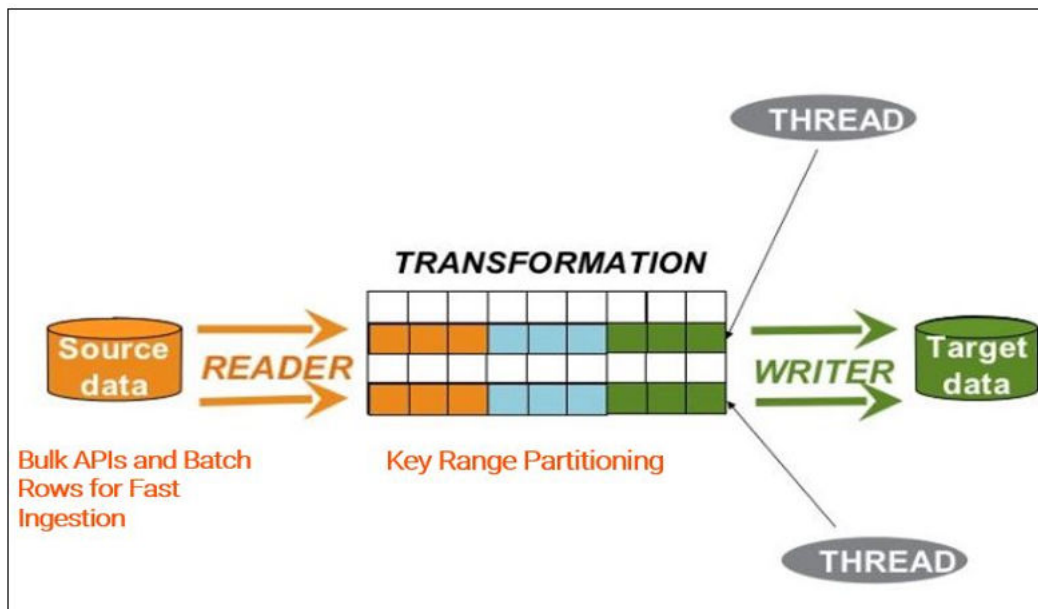 THREAD
TRANSFORMATION
Source
data
READER
WRITER
Target
data
Bulk APIs and Batch
Rows for Fast
Ingestion
Key Range Partitioning
THREAD